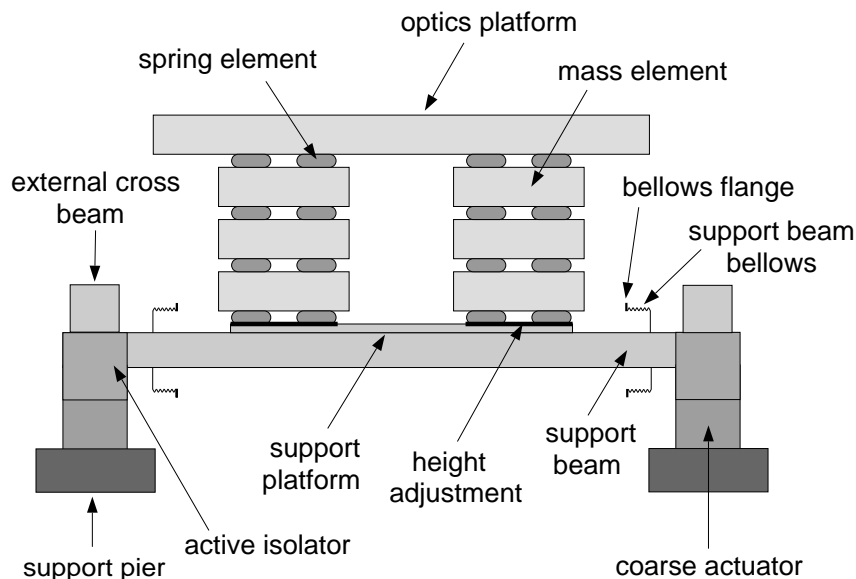 optics platform
spring element
mass element
external cross
beam
bellows flange
support beam
bellows
support
platform
height
adjustment
support
beam
active isolator
support pier
coarse actuator